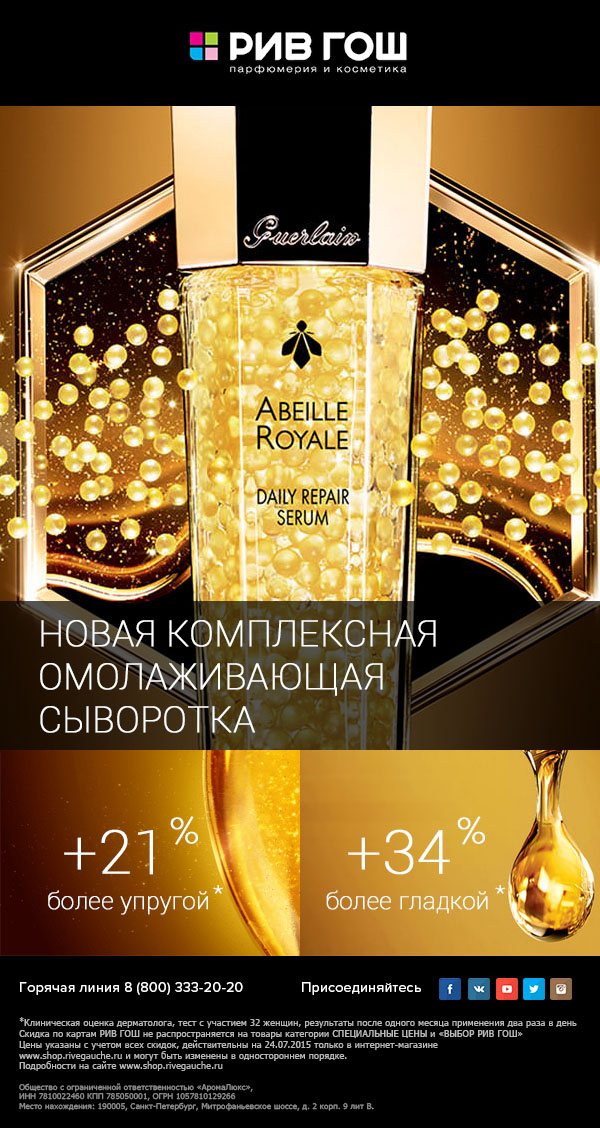 РИВ ГОШ
парфюмерия и косметика
Guerlain
ABEILLE
ROYALE
DAILY REPAIR
SERUM
НОВАЯ КОМПЛЕКСНАЯ
ОМОЛАЖИВАЮЩАЯ
СЫВОРОТКА
+21%
более упругой*
+34%
более гладкой*
Горячая линия 8 (800) 333-20-20
Присоединяйтесь
*Клиническая оценка дерматолога, тест с участием 32 женщин, результаты после одного месяца применения два раза в день
Скидка по картам РИВ ГОШ не распространяется на товары категории СПЕЦИАЛЬНЫЕ ЦЕНЫ и «ВЫБОР РИВ ГОШ»
Цены указаны с учетом всех скидок, действительны на 24.07.2015 только в интернет-магазине
www.shop.rivegauche.ru и могут быть изменены в одностороннем порядке.
Подробности на сайте www.shop.rivegauche.ru
Общество с ограниченной ответственностью «АромаЛюкс»,
ИНН 7810022460 КПП 785050001, ОГРН 1057810129266
Место нахождения: 190005, Санкт-Петербург, Митрофаньевское шоссе, д. 2 корп. 9 лит В.